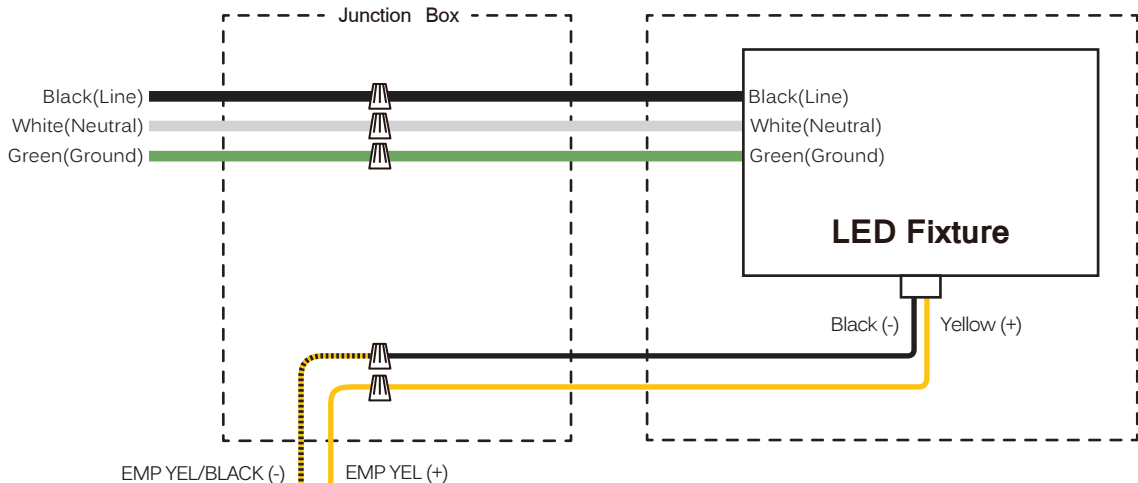 Junction Box
Black(Line)
Black(Line)
White(Neutral)
White(Neutral)
Green(Ground)
Green(Ground)
LED Fixture
Black (-)
Yellow (+)
EMP YEL/BLACK (-)
EMP YEL (+)